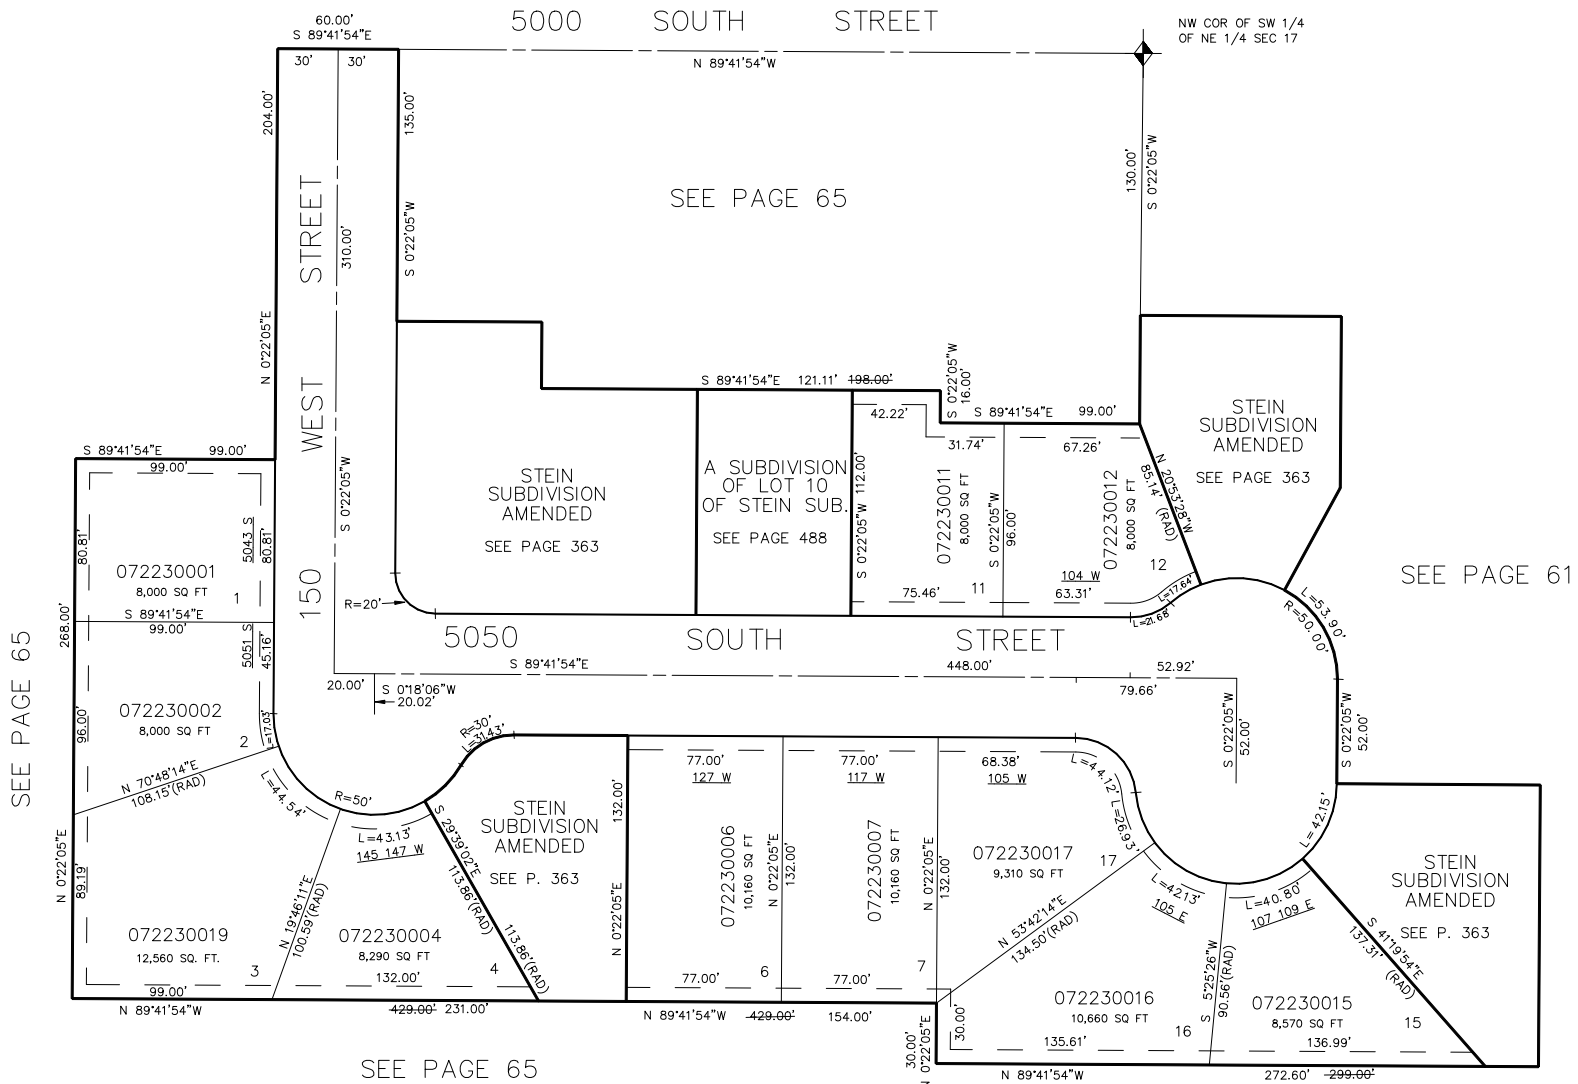 5000 SOUTH STREET
60.00'
S 89°41'54"E
30' 30'
N 89°41'54"W
NW COR OF SW 1/4
OF NE 1/4 SEC 17
204.00'
N 0°22'05"E
135.00'
S 0°22'05"W
310.00'
S 0°22'05"W
150 WEST STREET
130.00'
S 0°22'05"W
SEE PAGE 65
S 89°41'54"E 121.11' 198.00'
S 0°22'05"W
16.00'
S 89°41'54"E 99.00'
42.22'
31.74'
67.26'
STEIN
SUBDIVISION
AMENDED
SEE PAGE 363
A SUBDIVISION
OF LOT 10
OF STEIN SUB.
SEE PAGE 488
S 0°22'05"W 112.00'
072230011
8,000 SQ FT
S 0°22'05"W
96.00'
072230012
8,000 SQ FT
N 20°53'28"W
85.14' (RAD)
STEIN
SUBDIVISION
AMENDED
SEE PAGE 363
75.46'
11
104 W
63.31'
12
L=17.64'
L=21.68'
L=53.90'
R=50.00'
SEE PAGE 61
S 89°41'54"E 99.00'
99.00'
80.81'
5043 S
80.81'
072230001
8,000 SQ FT
1
S 89°41'54"E
99.00'
268.00'
5051 S
45.16'
072230002
8,000 SQ FT
2
96.00'
L=17.03'
SEE PAGE 65
R=20'
5050 SOUTH STREET
S 89°41'54"E
448.00'
52.92'
20.00'
S 0°18'06"W
20.02'
79.66'
S 0°22'05"W
52.00'
S 0°22'05"W
52.00'
N 70°48'14"E
108.15'(RAD)
L=44.54'
R=50'
L=43.13'
145 147 W
R=30'
L=31.43'
N 0°22'05"E
89.19'
072230019
12,560 SQ. FT.
3
99.00'
N 89°41'54"W
N 19°46'11"E
100.59'(RAD)
072230004
8,290 SQ FT
132.00'
4
429.00' 231.00'
S 29°39'02"E
113.86'(RAD)
113.86'(RAD)
STEIN
SUBDIVISION
AMENDED
SEE P. 363
132.00'
N 0°22'05"E
77.00'
127 W
072230006
10,160 SQ FT
N 0°22'05"E
132.00'
77.00'
6
77.00'
117 W
072230007
10,160 SQ FT
N 0°22'05"E
132.00'
77.00'
7
N 89°41'54"W 429.00' 154.00'
68.38'
105 W
L=44.12'
L=26.93'
072230017
9,310 SQ FT
17
N 53°42'14"E
134.50'(RAD)
L=42.13'
105 E
L=40.80'
107 109 E
L=42.15'
S 5°25'26"W
90.56'(RAD)
072230016
10,660 SQ FT
16
135.61'
30.00'
30.00'
N 0°22'05"E
072230015
8,570 SQ FT
15
136.99'
S 41°19'54"E
137.31' (RAD)
STEIN
SUBDIVISION
AMENDED
SEE P. 363
N 89°41'54"W
272.60' 299.00'
SEE PAGE 65